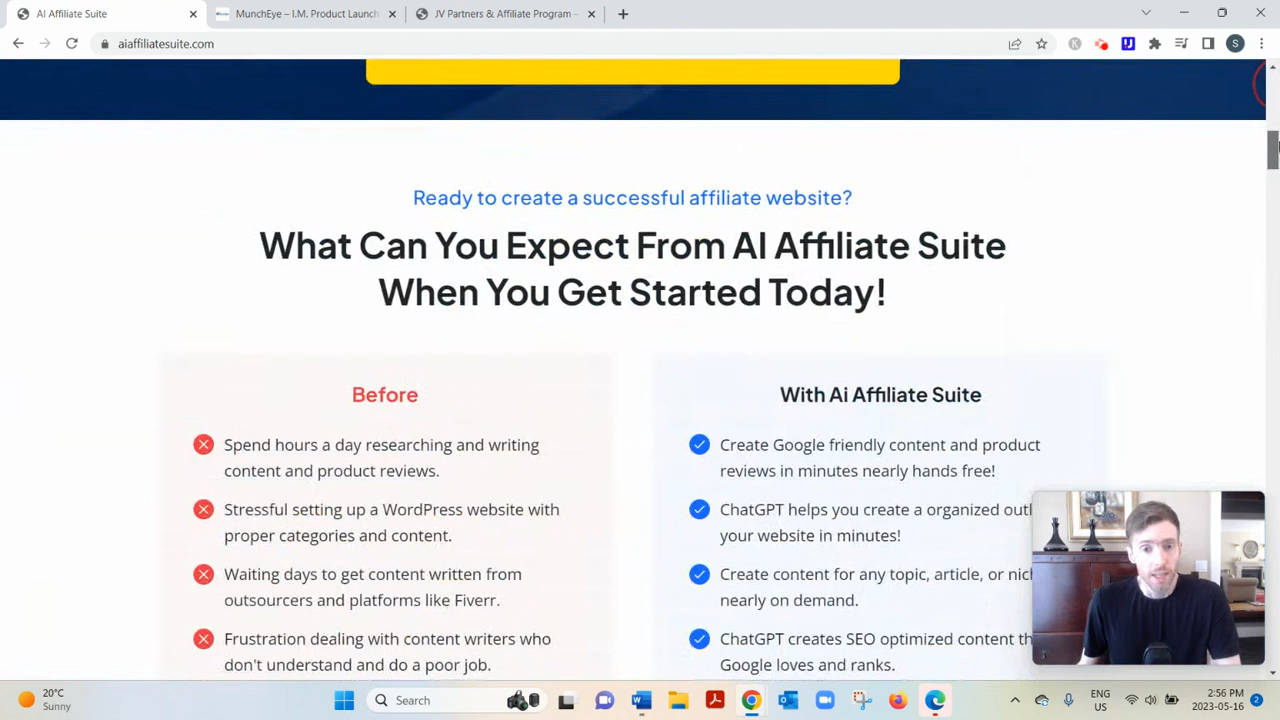 AI Affiliate Suite
MunchEye – I.M. Product Launch
JV Partners & Affiliate Program –
aiaffiliatesuite.com
S
Ready to create a successful affiliate website?
What Can You Expect From AI Affiliate Suite
When You Get Started Today!
Before
Spend hours a day researching and writing
content and product reviews.
Stressful setting up a WordPress website with
proper categories and content.
Waiting days to get content written from
outsourcers and platforms like Fiverr.
Frustration dealing with content writers who
don't understand and do a poor job.
With Ai Affiliate Suite
Create Google friendly content and product
reviews in minutes nearly hands free!
ChatGPT helps you create a organized
your website in minutes!
Create content for any topic, article, or
nearly on demand.
ChatGPT creates SEO optimized content
Google loves and ranks.
20°C
Sunny
Search
ENG
US
2:56 PM
2023-05-16
2